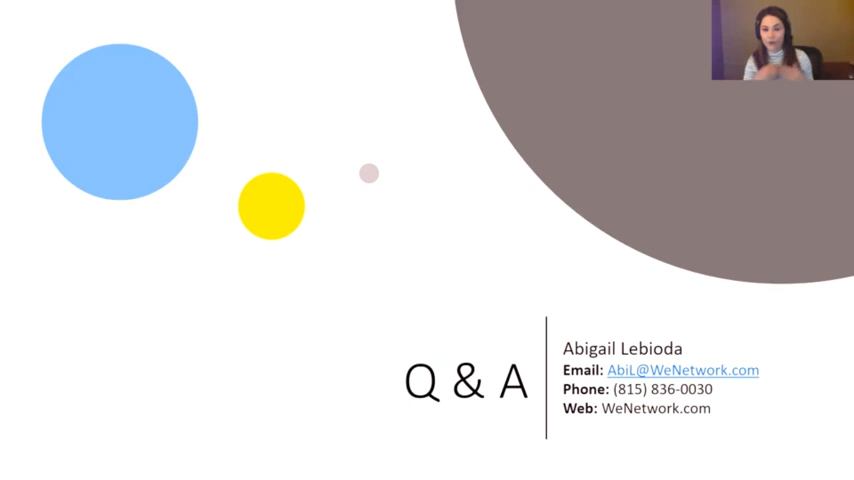 Q & A
Abigail Lebioda
Email: AbiL@WeNetwork.com
Phone: (815) 836-0030
Web: WeNetwork.com